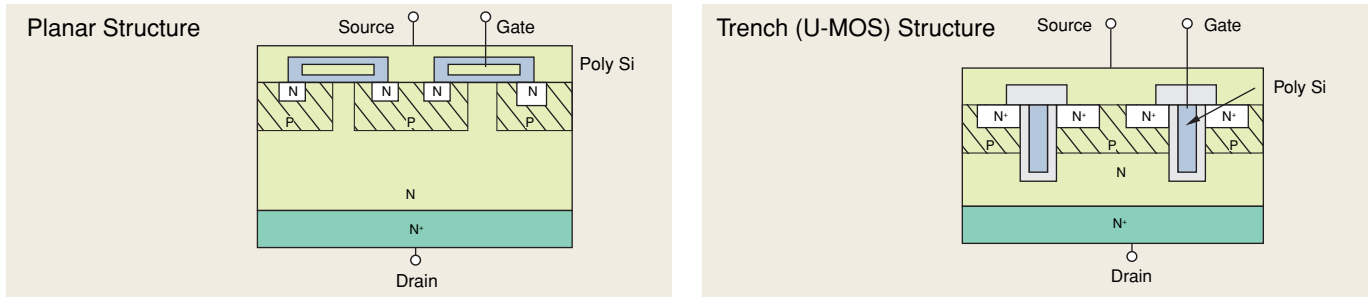 Planar Structure
Source
Gate
Poly Si
N
N
N
N
P
P
P
N
N+
Drain
Trench (U-MOS) Structure
Source
Gate
Poly Si
N+
N+
N+
N+
P
P
P
N
N+
Drain